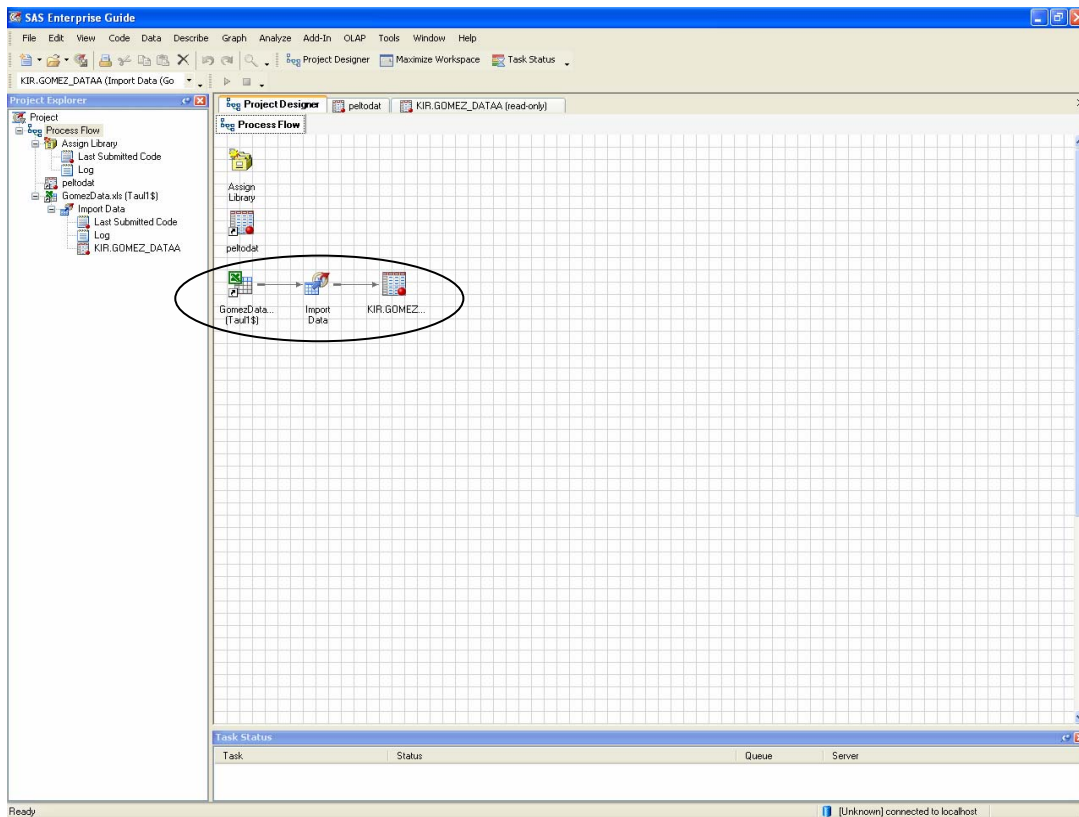 SAS Enterprise Guide
File Edit View Code Data Describe Graph Analyze Add-In OLAP Tools Window Help
Project Designer Maximize Workspace Task Status
KIR.GOMEZ_DATAA (Import Data (Go
Project Explorer
Project
Process Flow
Assign Library
Last Submitted Code
Log
peltodat
GomezData.xls (Taul1$)
Import Data
Last Submitted Code
Log
KIR.GOMEZ_DATAA
Project Designer peltodat KIR.GOMEZ_DATAA (read-only)
Process Flow
Assign
Library
peltodat
GomezData...
(Taul1$)
Import
Data
KIR.GOMEZ...
Task Status
Task Status Queue Server
Ready
[Unknown] connected to localhost